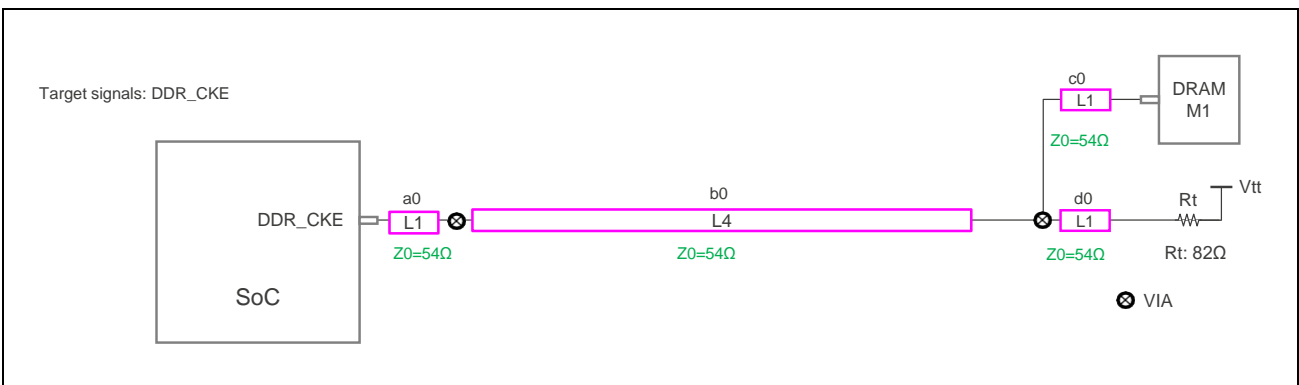 Target signals: DDR_CKE
c0
L1
Z0=54Ω
DRAM
M1
DDR_CKE
SoC
a0
L1
Z0=54Ω
b0
L4
Z0=54Ω
d0
L1
Z0=54Ω
Rt
Vtt
Rt: 82Ω
VIA